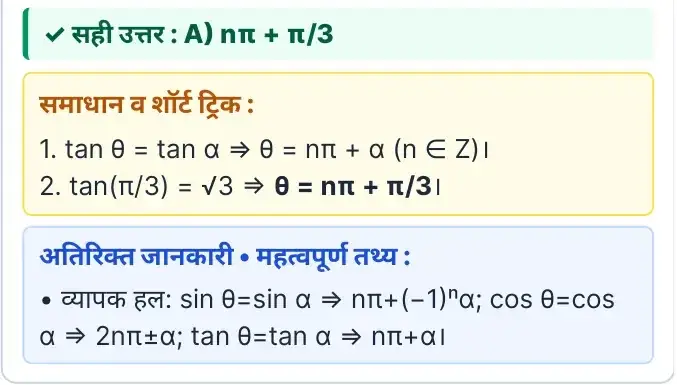 ✓ सही उत्तर : A) nπ + π/3
समाधान व शॉर्ट ट्रिक :
1. tan θ = tan α ⇒ θ = nπ + α (n ∈ Z)।
2. tan(π/3) = √3 ⇒ θ = nπ + π/3।
अतिरिक्त जानकारी • महत्वपूर्ण तथ्य :
• व्यापक हल: sin θ=sin α ⇒ nπ+(−1)ⁿα; cos θ=cos
α ⇒ 2nπ±α; tan θ=tan α ⇒ nπ+α।